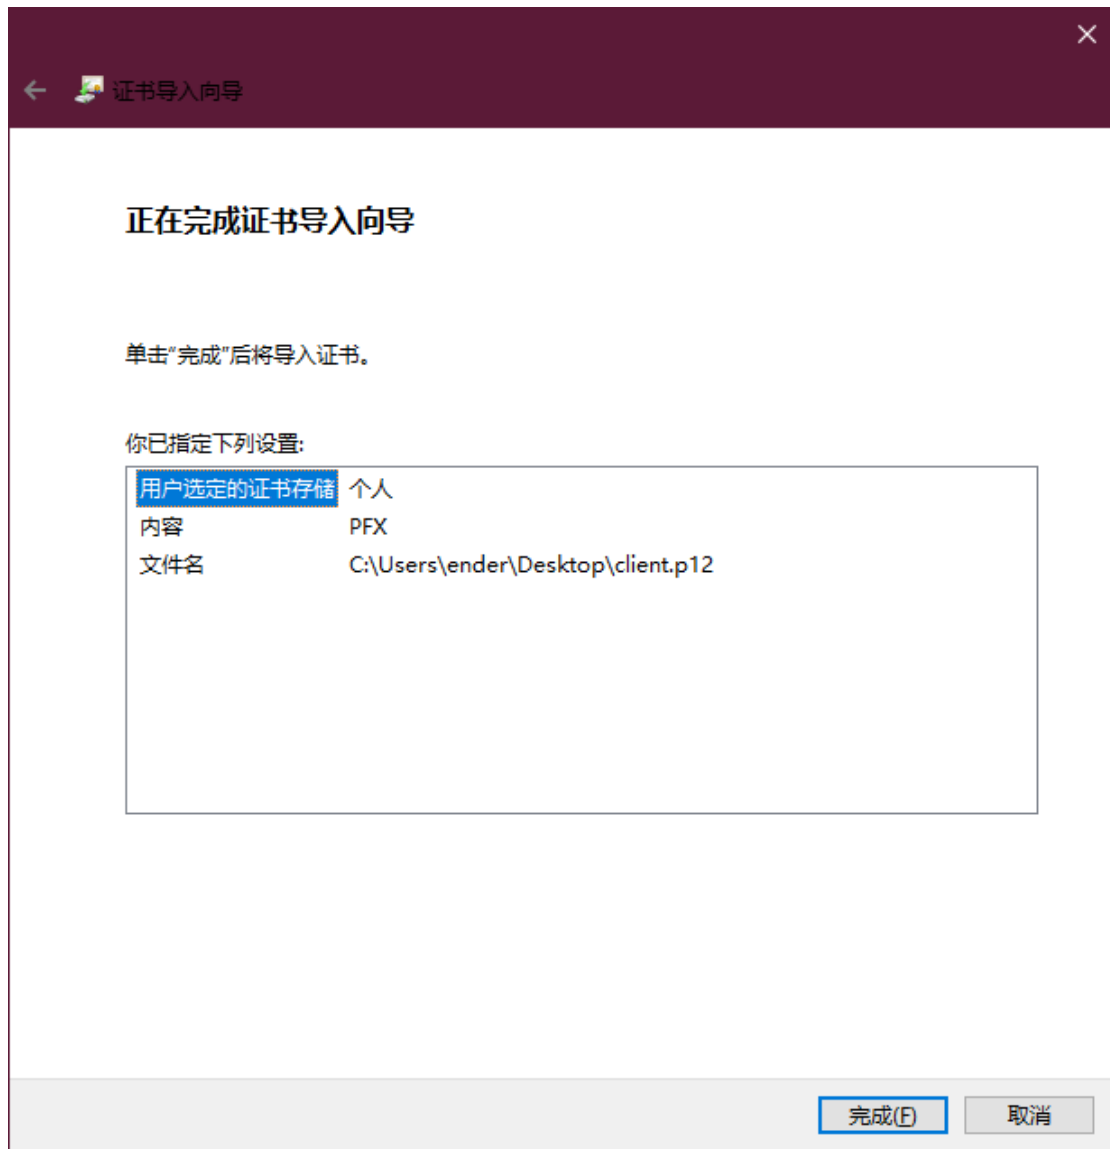 证书导入向导
正在完成证书导入向导
单击“完成”后将导入证书。
你已指定下列设置:
用户选定的证书存储 个人
内容 PFX
文件名 C:\Users\ender\Desktop\client.p12
完成(F) 取消